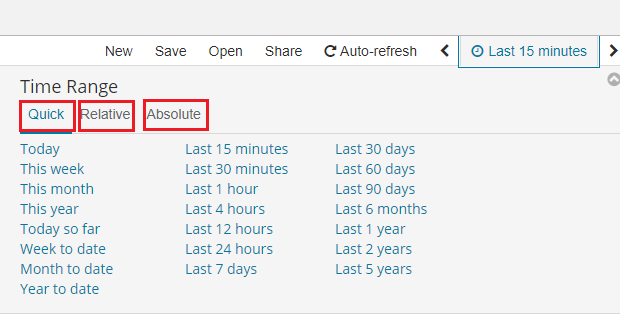 New Save Open Share Auto-refresh Last 15 minutes
Time Range
Quick Relative Absolute
Today Last 15 minutes Last 30 days
This week Last 30 minutes Last 60 days
This month Last 1 hour Last 90 days
This year Last 4 hours Last 6 months
Today so far Last 12 hours Last 1 year
Week to date Last 24 hours Last 2 years
Month to date Last 7 days Last 5 years
Year to date